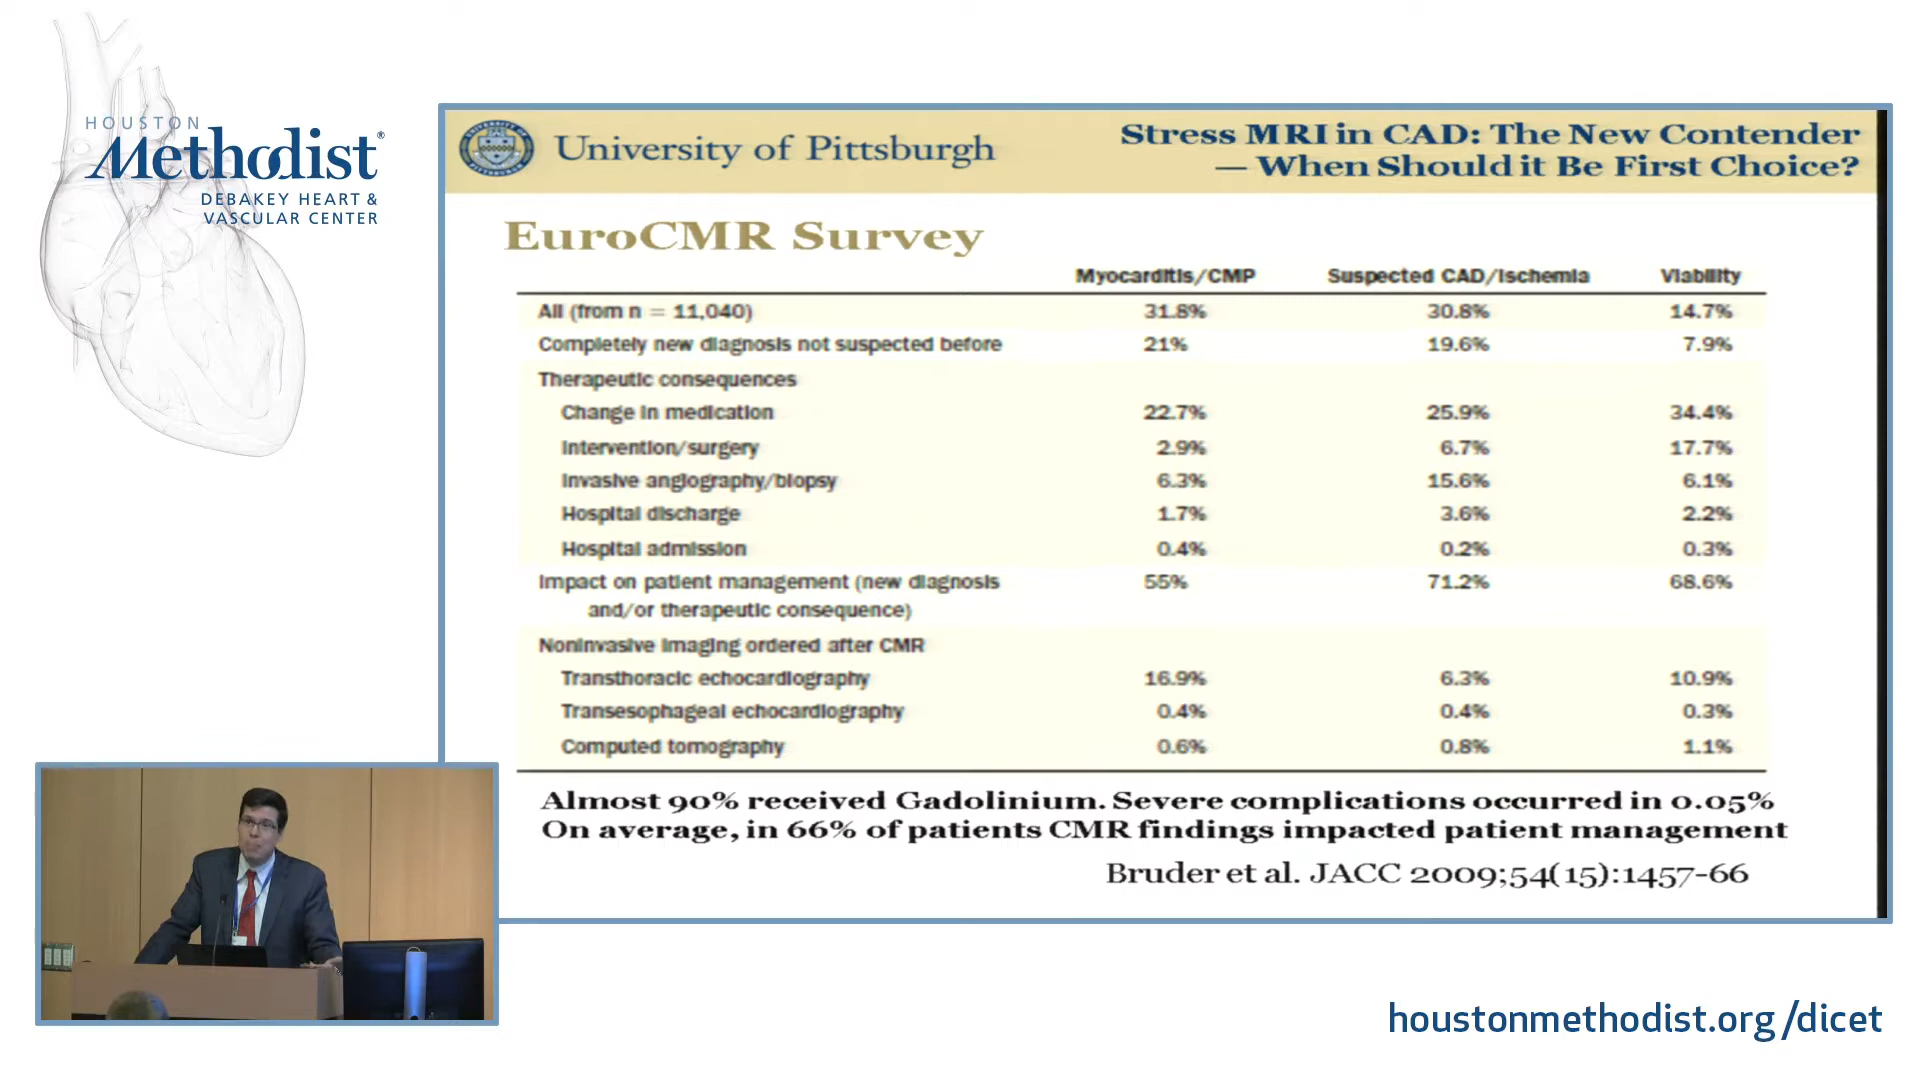 HOUSTON
Methodist®
DEBAKEY HEART &
VASCULAR CENTER
University of Pittsburgh
Stress MRI in CAD: The New Contender
— When Should it Be First Choice?
EuroCMR Survey
Myocarditis/CMP Suspected CAD/Ischemia Viability
All (from n = 11,040) 31.8% 30.8% 14.7%
Completely new diagnosis not suspected before 21% 19.6% 7.9%
Therapeutic consequences
Change in medication 22.7% 25.9% 34.4%
Intervention/surgery 2.9% 6.7% 17.7%
Invasive angiography/biopsy 6.3% 15.6% 6.1%
Hospital discharge 1.7% 3.6% 2.2%
Hospital admission 0.4% 0.2% 0.3%
Impact on patient management (new diagnosis 55% 71.2% 68.6%
and/or therapeutic consequence)
Noninvasive imaging ordered after CMR
Transthoracic echocardiography 16.9% 6.3% 10.9%
Transesophageal echocardiography 0.4% 0.4% 0.3%
Computed tomography 0.6% 0.8% 1.1%
Almost 90% received Gadolinium. Severe complications occurred in 0.05%
On average, in 66% of patients CMR findings impacted patient management
Bruder et al. JACC 2009;54(15):1457-66
houstonmethodist.org/dicet